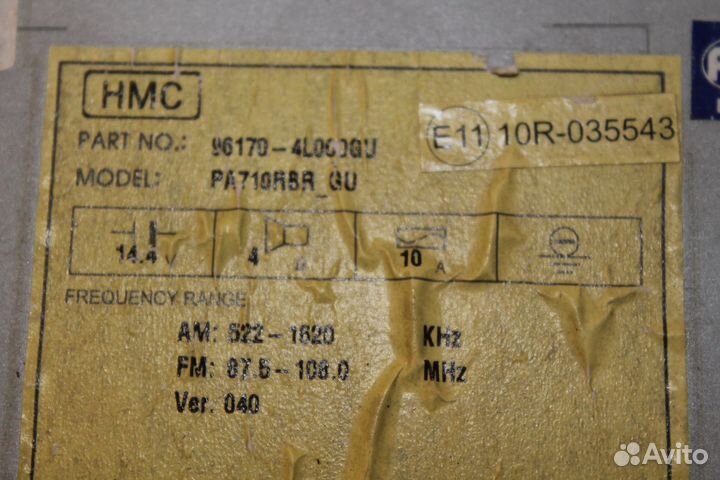 HMC
PART NO.: 96170-4L000GU
MODEL: PA710RBR_GU
E11 10R-035543
14.4 V 4 Ω 10 A
FREQUENCY RANGE
AM: 522-1620 KHz
FM: 87.5-108.0 MHz
Ver. 040
Avito